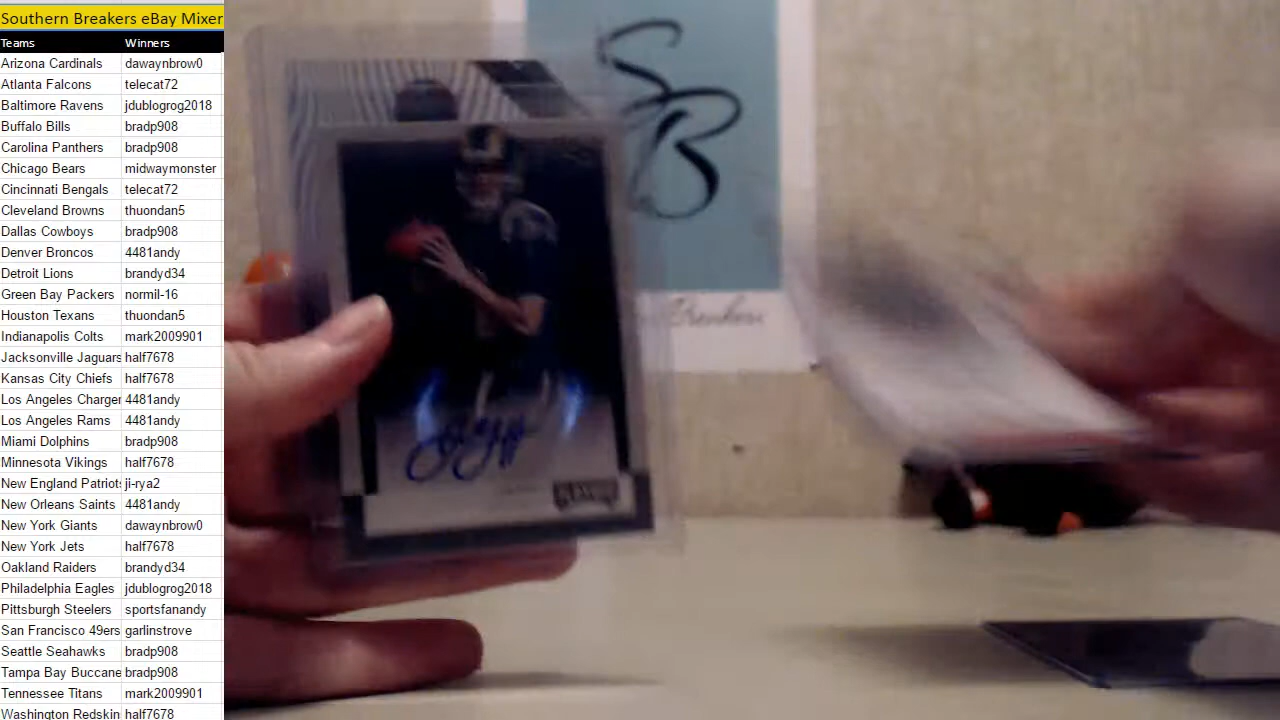 Southern Breakers eBay Mixer
Teams Winners
Arizona Cardinals dawaynbrow0
Atlanta Falcons telecat72
Baltimore Ravens jdublogrog2018
Buffalo Bills bradp908
Carolina Panthers bradp908
Chicago Bears midwaymonster
Cincinnati Bengals telecat72
Cleveland Browns thuondan5
Dallas Cowboys bradp908
Denver Broncos 4481andy
Detroit Lions brandyd34
Green Bay Packers normil-16
Houston Texans thuondan5
Indianapolis Colts mark2009901
Jacksonville Jaguars half7678
Kansas City Chiefs half7678
Los Angeles Charger 4481andy
Los Angeles Rams 4481andy
Miami Dolphins bradp908
Minnesota Vikings half7678
New England Patriots ji-rya2
New Orleans Saints 4481andy
New York Giants dawaynbrow0
New York Jets half7678
Oakland Raiders brandyd34
Philadelphia Eagles jdublogrog2018
Pittsburgh Steelers sportsfanandy
San Francisco 49ers garlinstrove
Seattle Seahawks bradp908
Tampa Bay Buccane bradp908
Tennessee Titans mark2009901
Washington Redskin half7678
SB
Breakers
PLAYOFF